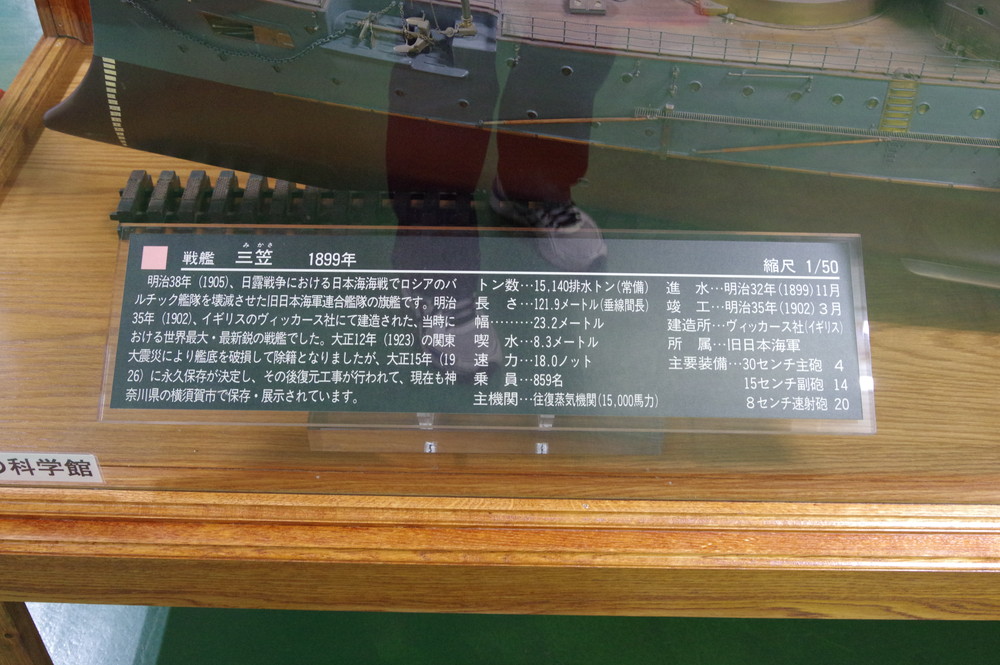 みかさ
戦艦 三笠 1899年 縮尺 1/50
明治38年(1905)、日露戦争における日本海海戦でロシアのバ
ルチック艦隊を壊滅させた旧日本海軍連合艦隊の旗艦です。明治
35年(1902)、イギリスのヴィッカース社にて建造された、当時に
おける世界最大・最新鋭の戦艦でした。大正12年(1923)の関東
大震災により艦底を破損して除籍となりましたが、大正15年(19
26)に永久保存が決定し、その後復元工事が行われて、現在も神
奈川県の横須賀市で保存・展示されています。
トン数…15,140排水トン(常備)
長さ…121.9メートル(垂線間長)
幅………23.2メートル
喫水…8.3メートル
速力…18.0ノット
乗員…859名
主機関…往復蒸気機関(15,000馬力)
進水…明治32年(1899)11月
竣工…明治35年(1902)3月
建造所…ヴィッカース社(イギリス)
所属…旧日本海軍
主要装備…30センチ主砲 4
15センチ副砲 14
8センチ速射砲 20
の科学館